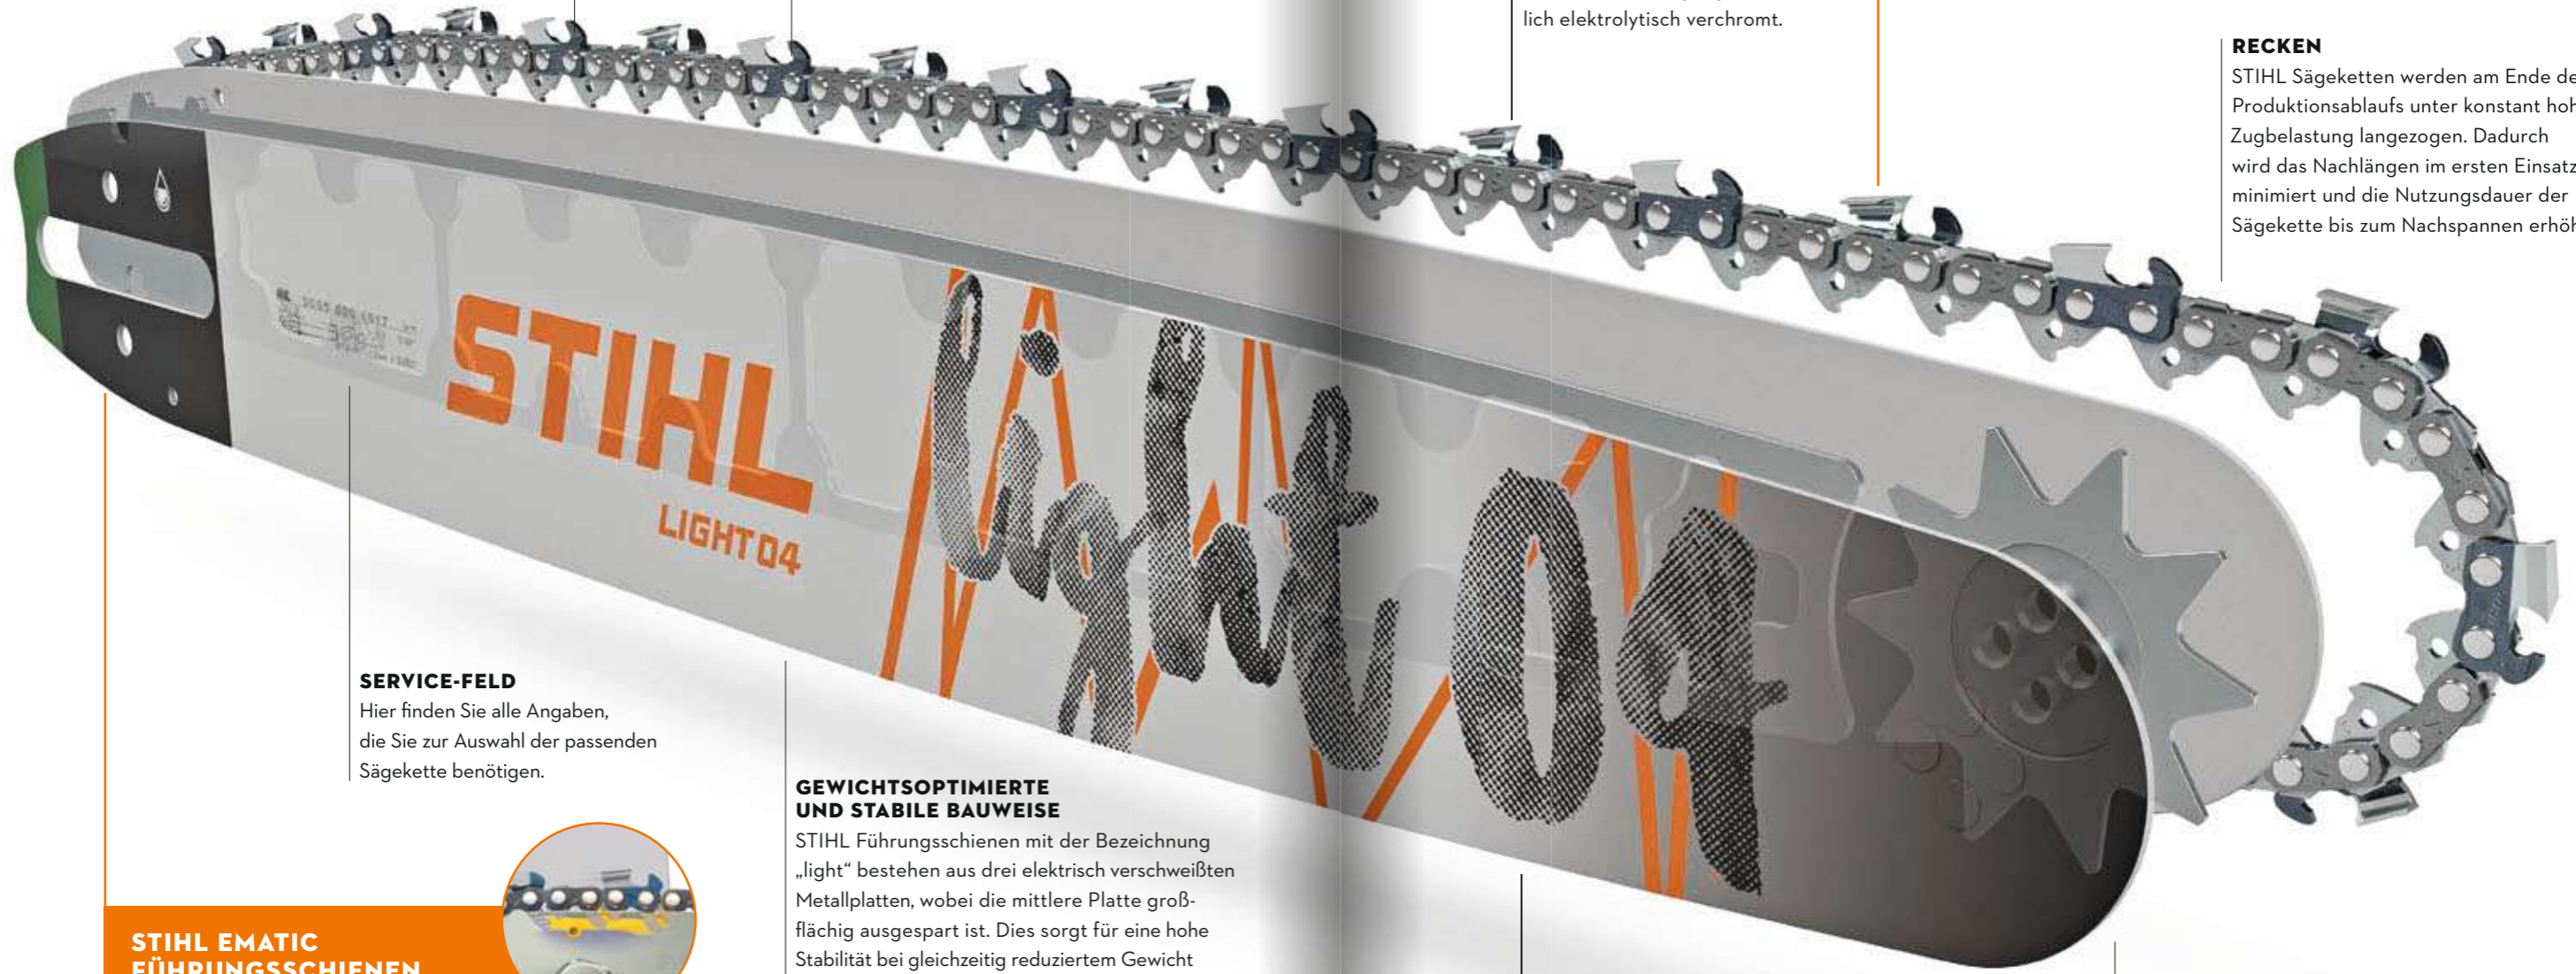 lich elektrolytisch verchromt.
RECKEN
STIHL Sägeketten werden am Ende
Produktionsablaufs unter konstant
Zugbelastung langezogen. Dadurch
wird das Nachlängen im ersten Einsatz
minimiert und die Nutzungsdauer der
Sägekette bis zum Nachspannen
STIHL
LIGHT 04
light 04
SERVICE-FELD
Hier finden Sie alle Angaben,
die Sie zur Auswahl der passenden
Sägekette benötigen.
GEWICHTSOPTIMIERTE
UND STABILE BAUWEISE
STIHL Führungsschienen mit der Bezeichnung
„light“ bestehen aus drei elektrisch verschweißten
Metallplatten, wobei die mittlere Platte groß-
flächig ausgespart ist. Dies sorgt für eine hohe
Stabilität bei gleichzeitig reduziertem Gewicht
STIHL EMATIC
FÜHRUNGSSCHIENEN